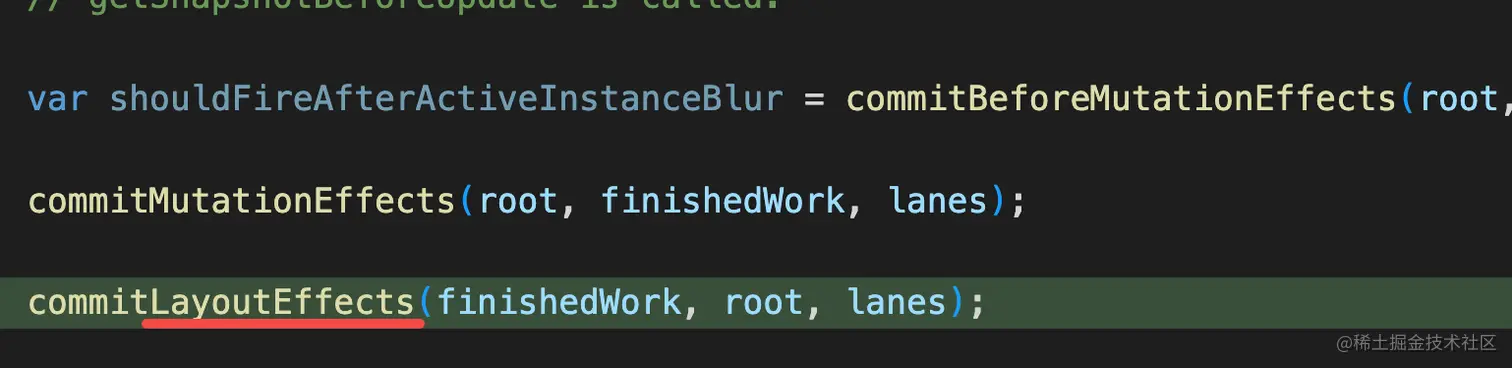 // getSnapshotBeforeUpdate is called.
var shouldFireAfterActiveInstanceBlur = commitBeforeMutationEffects(root,
commitMutationEffects(root, finishedWork, lanes);
commitLayoutEffects(finishedWork, root, lanes);
@稀土掘金技术社区